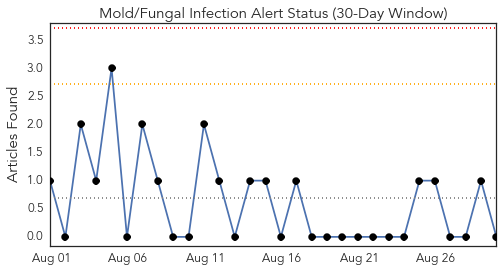 Mold/Fungal Infection Alert Status (30-Day Window)
Articles Found
3.5
3.0
2.5
2.0
1.5
1.0
0.5
0.0
Aug 01 Aug 06 Aug 11 Aug 16 Aug 21 Aug 26